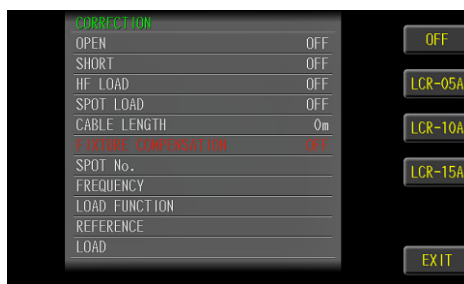 CORRECTION
OPEN OFF
SHORT OFF
HF LOAD OFF
SPOT LOAD OFF
CABLE LENGTH 0m
FIXTURE COMPENSATION OFF
SPOT No.
FREQUENCY
LOAD FUNCTION
REFERENCE
LOAD
OFF
LCR-05A
LCR-10A
LCR-15A
EXIT